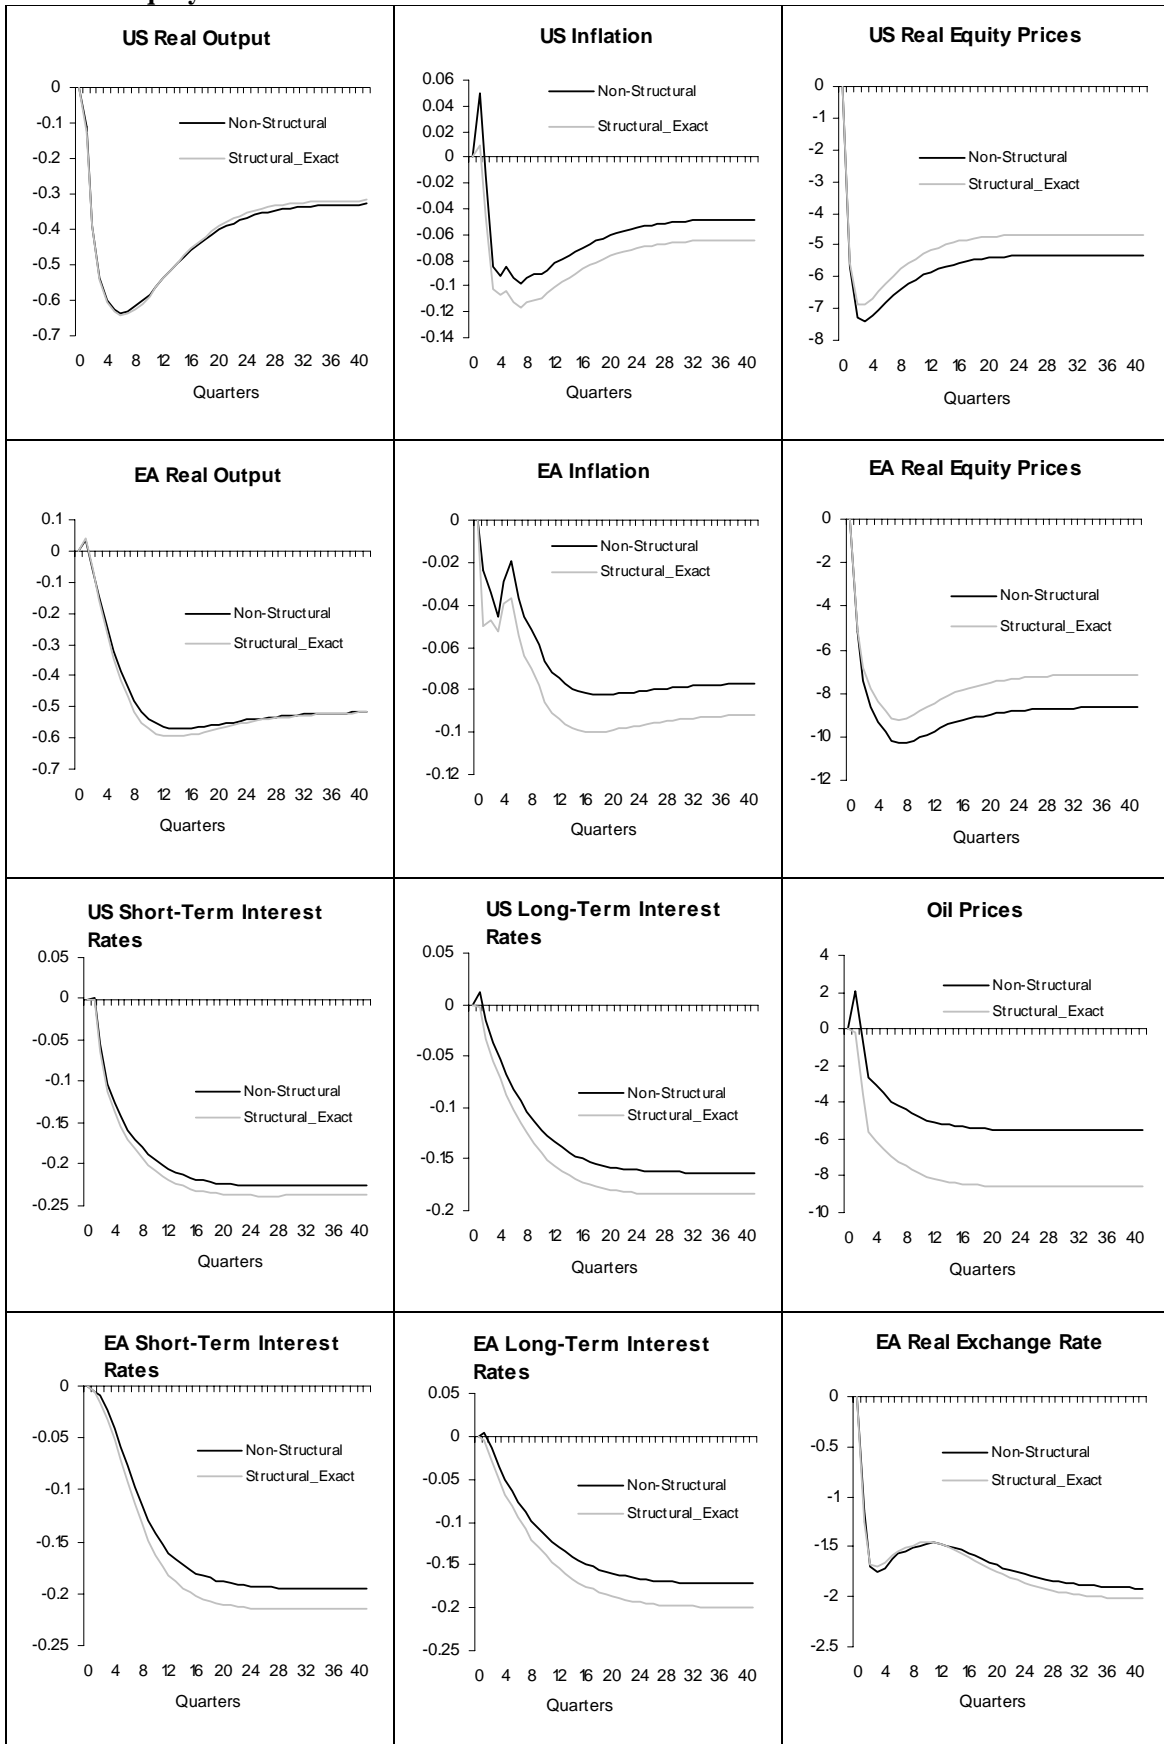 US Real Output
0
-0.1
-0.2
-0.3
-0.4
-0.5
-0.6
-0.7
Non-Structural
Structural_Exact
0 4 8 12 16 20 24 28 32 36 40
Quarters
US Inflation
0.06
0.04
0.02
0
-0.02
-0.04
-0.06
-0.08
-0.1
-0.12
-0.14
Non-Structural
Structural_Exact
0 4 8 12 16 20 24 28 32 36 40
Quarters
US Real Equity Prices
0
-1
-2
-3
-4
-5
-6
-7
-8
Non-Structural
Structural_Exact
0 4 8 12 16 20 24 28 32 36 40
Quarters
EA Real Output
0.1
0
-0.1
-0.2
-0.3
-0.4
-0.5
-0.6
-0.7
Non-Structural
Structural_Exact
0 4 8 12 16 20 24 28 32 36 40
Quarters
EA Inflation
0
-0.02
-0.04
-0.06
-0.08
-0.1
-0.12
Non-Structural
Structural_Exact
0 4 8 12 16 20 24 28 32 36 40
Quarters
EA Real Equity Prices
0
-2
-4
-6
-8
-10
-12
Non-Structural
Structural_Exact
0 4 8 12 16 20 24 28 32 36 40
Quarters
US Short-Term Interest
Rates
0.05
0
-0.05
-0.1
-0.15
-0.2
-0.25
Non-Structural
Structural_Exact
0 4 8 12 16 20 24 28 32 36 40
Quarters
US Long-Term Interest
Rates
0.05
0
-0.05
-0.1
-0.15
-0.2
Non-Structural
Structural_Exact
0 4 8 12 16 20 24 28 32 36 40
Quarters
Oil Prices
4
2
0
-2
-4
-6
-8
-10
Non-Structural
Structural_Exact
0 4 8 12 16 20 24 28 32 36 40
Quarters
EA Short-Term Interest
Rates
0
-0.05
-0.1
-0.15
-0.2
-0.25
Non-Structural
Structural_Exact
0 4 8 12 16 20 24 28 32 36 40
Quarters
EA Long-Term Interest
Rates
0.05
0
-0.05
-0.1
-0.15
-0.2
-0.25
Non-Structural
Structural_Exact
0 4 8 12 16 20 24 28 32 36 40
Quarters
EA Real Exchange Rate
0
-0.5
-1
-1.5
-2
-2.5
Non-Structural
Structural_Exact
0 4 8 12 16 20 24 28 32 36 40
Quarters